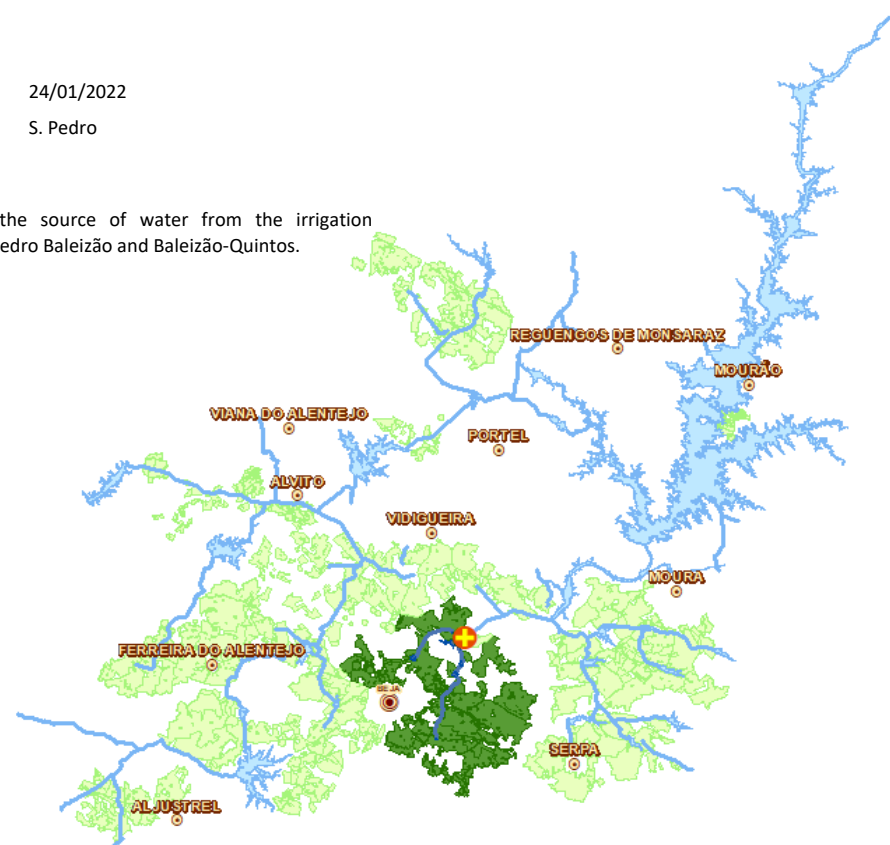 24/01/2022
S. Pedro
the source of water from the irrigation
edro Baleizão and Baleizão-Quintos.
REGUENGOS DE MONSARAZ
MOURÃO
VIANA DO ALENTEJO
PORTEL
ALVITO
VIDIGUEIRA
MOURA
FERREIRA DO ALENTEJO
BEJA
SERPA
ALJUSTREL